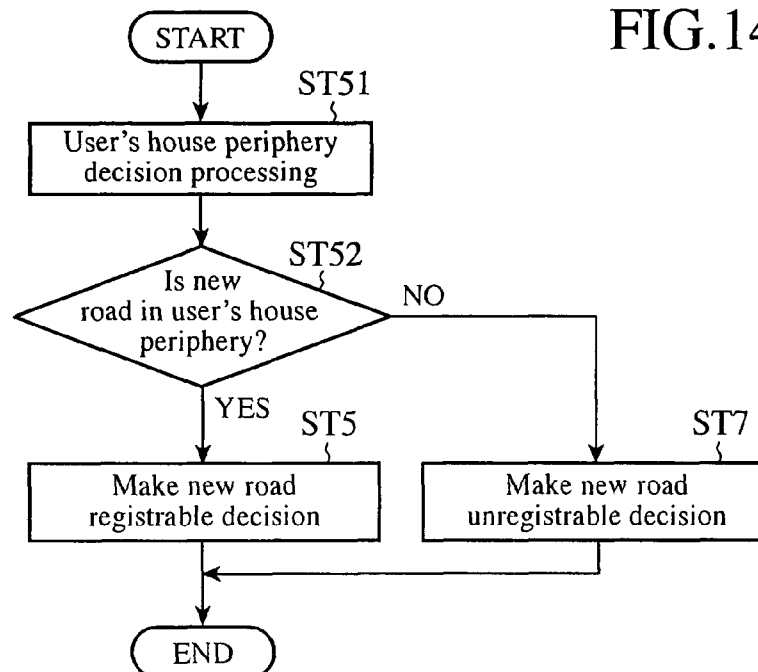 START
FIG.14
ST51
User's house periphery
decision processing
ST52
Is new
road in user's house
periphery?
NO
YES
ST5
ST7
Make new road
registrable decision
Make new road
unregistrable decision
END